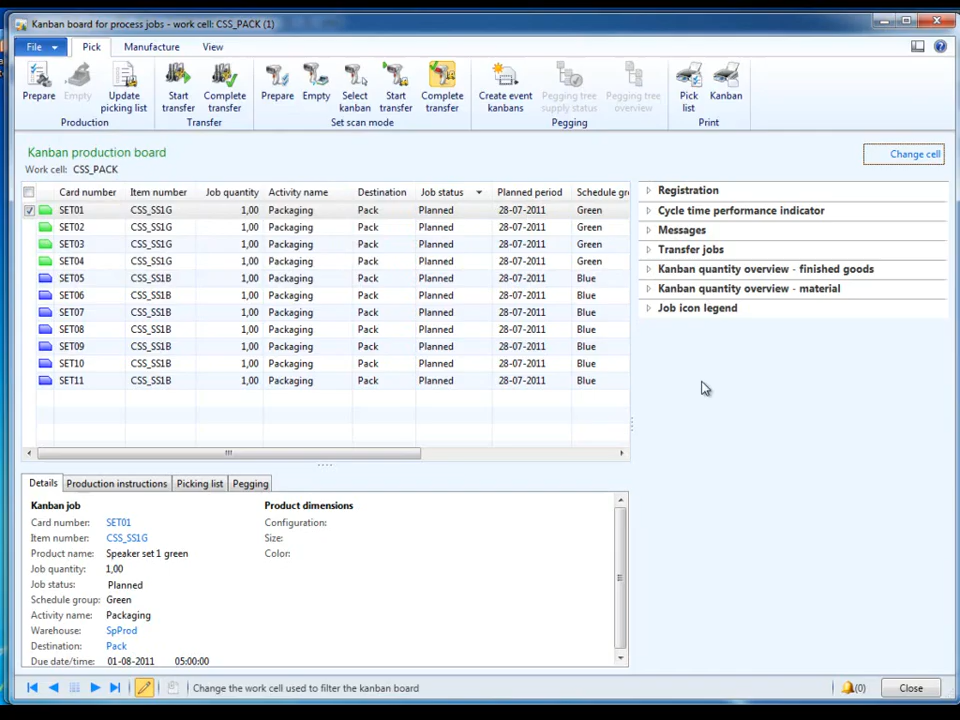 Kanban board for process jobs - work cell: CSS_PACK (1)
File Pick Manufacture View
Prepare Empty Update picking list Start transfer Complete transfer Prepare Empty Select kanban Start transfer Complete transfer Create event kanbans Pegging tree supply status Pegging tree overview Pick list Kanban
Production Transfer Set scan mode Pegging Print
Kanban production board
Change cell
Work cell: CSS_PACK
Card number Item number Job quantity Activity name Destination Job status Planned period Schedule gr
SET01 CSS_SS1G 1,00 Packaging Pack Planned 28-07-2011 Green
SET02 CSS_SS1G 1,00 Packaging Pack Planned 28-07-2011 Green
SET03 CSS_SS1G 1,00 Packaging Pack Planned 28-07-2011 Green
SET04 CSS_SS1G 1,00 Packaging Pack Planned 28-07-2011 Green
SET05 CSS_SS1B 1,00 Packaging Pack Planned 28-07-2011 Blue
SET06 CSS_SS1B 1,00 Packaging Pack Planned 28-07-2011 Blue
SET07 CSS_SS1B 1,00 Packaging Pack Planned 28-07-2011 Blue
SET08 CSS_SS1B 1,00 Packaging Pack Planned 28-07-2011 Blue
SET09 CSS_SS1B 1,00 Packaging Pack Planned 28-07-2011 Blue
SET10 CSS_SS1B 1,00 Packaging Pack Planned 28-07-2011 Blue
SET11 CSS_SS1B 1,00 Packaging Pack Planned 28-07-2011 Blue
Registration
Cycle time performance indicator
Messages
Transfer jobs
Kanban quantity overview - finished goods
Kanban quantity overview - material
Job icon legend
Details Production instructions Picking list Pegging
Kanban job
Card number: SET01
Item number: CSS_SS1G
Product name: Speaker set 1 green
Job quantity: 1,00
Job status: Planned
Schedule group: Green
Activity name: Packaging
Warehouse: SpProd
Destination: Pack
Due date/time: 01-08-2011 05:00:00
Product dimensions
Configuration:
Size:
Color:
Change the work cell used to filter the kanban board
(0)
Close